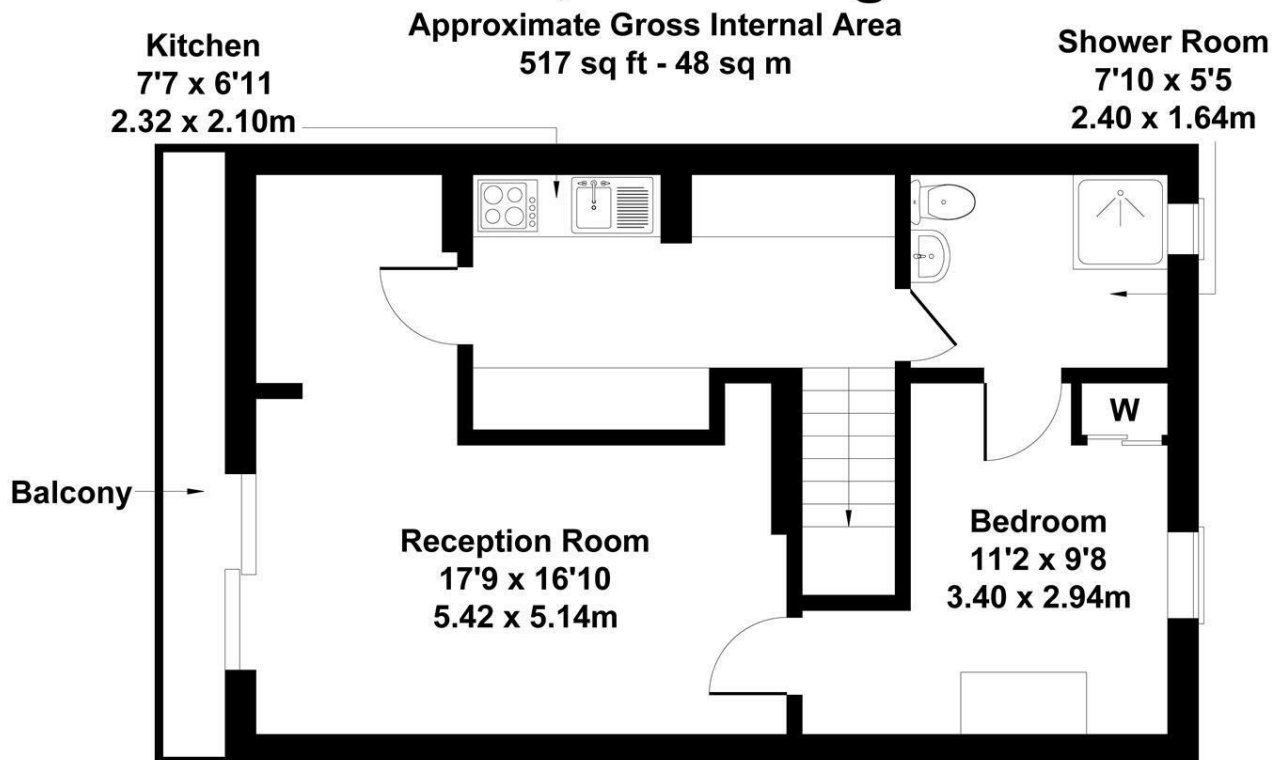 Approximate Gross Internal Area
517 sq ft - 48 sq m
Kitchen
7'7 x 6'11
2.32 x 2.10m
Shower Room
7'10 x 5'5
2.40 x 1.64m
W
Balcony
Reception Room
17'9 x 16'10
5.42 x 5.14m
Bedroom
11'2 x 9'8
3.40 x 2.94m